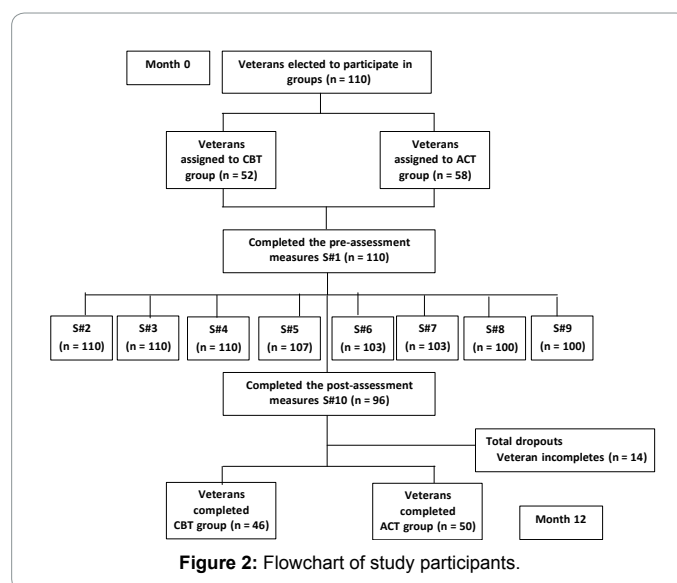 Month 0
Veterans elected to participate in
groups (n = 110)
Veterans
assigned to CBT
group (n = 52)
Veterans
assigned to ACT
group (n = 58)
Completed the pre-assessment
measures S#1 (n = 110)
S#2
(n = 110)
S#3
(n = 110)
S#4
(n = 110)
S#5
(n = 107)
S#6
(n = 103)
S#7
(n = 103)
S#8
(n = 100)
S#9
(n = 100)
Completed the post-assessment
measures S#10 (n = 96)
Total dropouts
Veteran incompletes (n = 14)
Veterans
completed
CBT group (n = 46)
Veterans
completed
ACT group (n = 50)
Month 12
Figure 2: Flowchart of study participants.